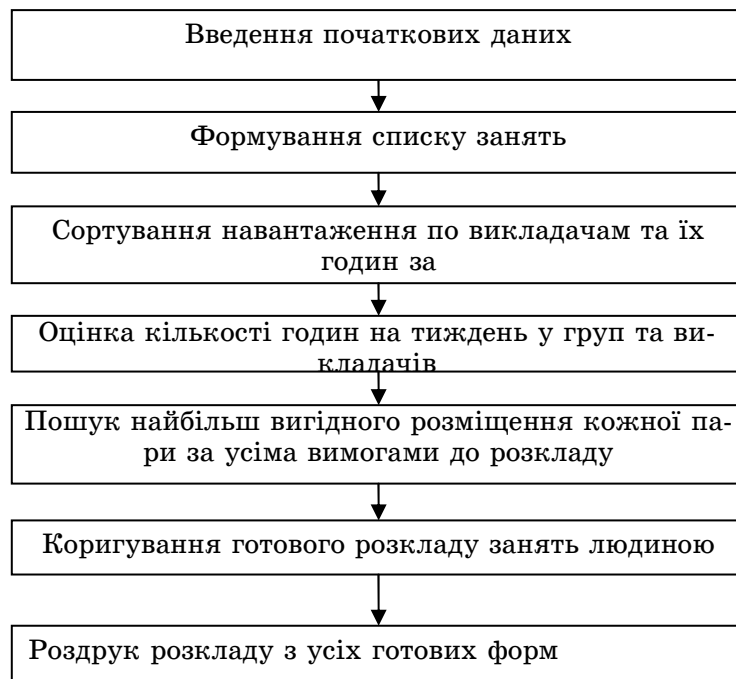 Введення початкових даних
Формування списку занять
Сортування навантаження по викладачам та їх
годин за
Оцінка кількості годин на тиждень у груп та ви-
кладачів
Пошук найбільш вигідного розміщення кожної па-
ри за усіма вимогами до розкладу
Коригування готового розкладу занять людиною
Роздрук розкладу з усіх готових форм